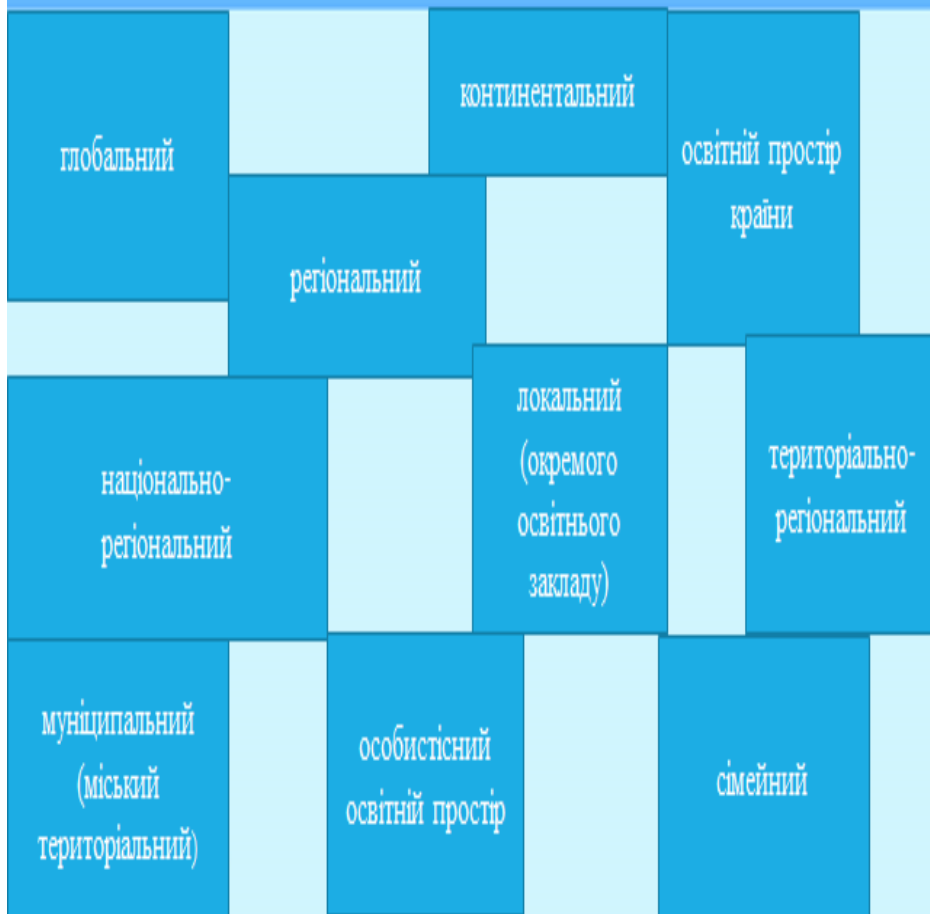 глобальний
континентальний
освітній простір
країни
регіональний
національно-
регіональний
локальний
(окремого
освітнього
закладу)
територіально-
регіональний
муніципальний
(міський
територіальний)
особистісний
освітній простір
сімейний